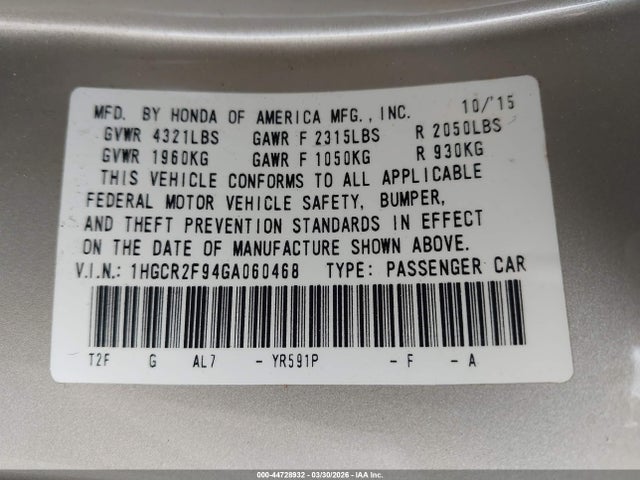 MFD. BY HONDA OF AMERICA MFG., INC. 10/'15
GVWR 4321LBS GAWR F 2315LBS R 2050LBS
GVWR 1960KG GAWR F 1050KG R 930KG
THIS VEHICLE CONFORMS TO ALL APPLICABLE
FEDERAL MOTOR VEHICLE SAFETY, BUMPER,
AND THEFT PREVENTION STANDARDS IN EFFECT
ON THE DATE OF MANUFACTURE SHOWN ABOVE.
V.I.N.: 1HGCR2F94GA060468 TYPE: PASSENGER CAR
T2F G AL7 - YR591P - F - A
000-44728932 - 03/30/2026 - IAA Inc.